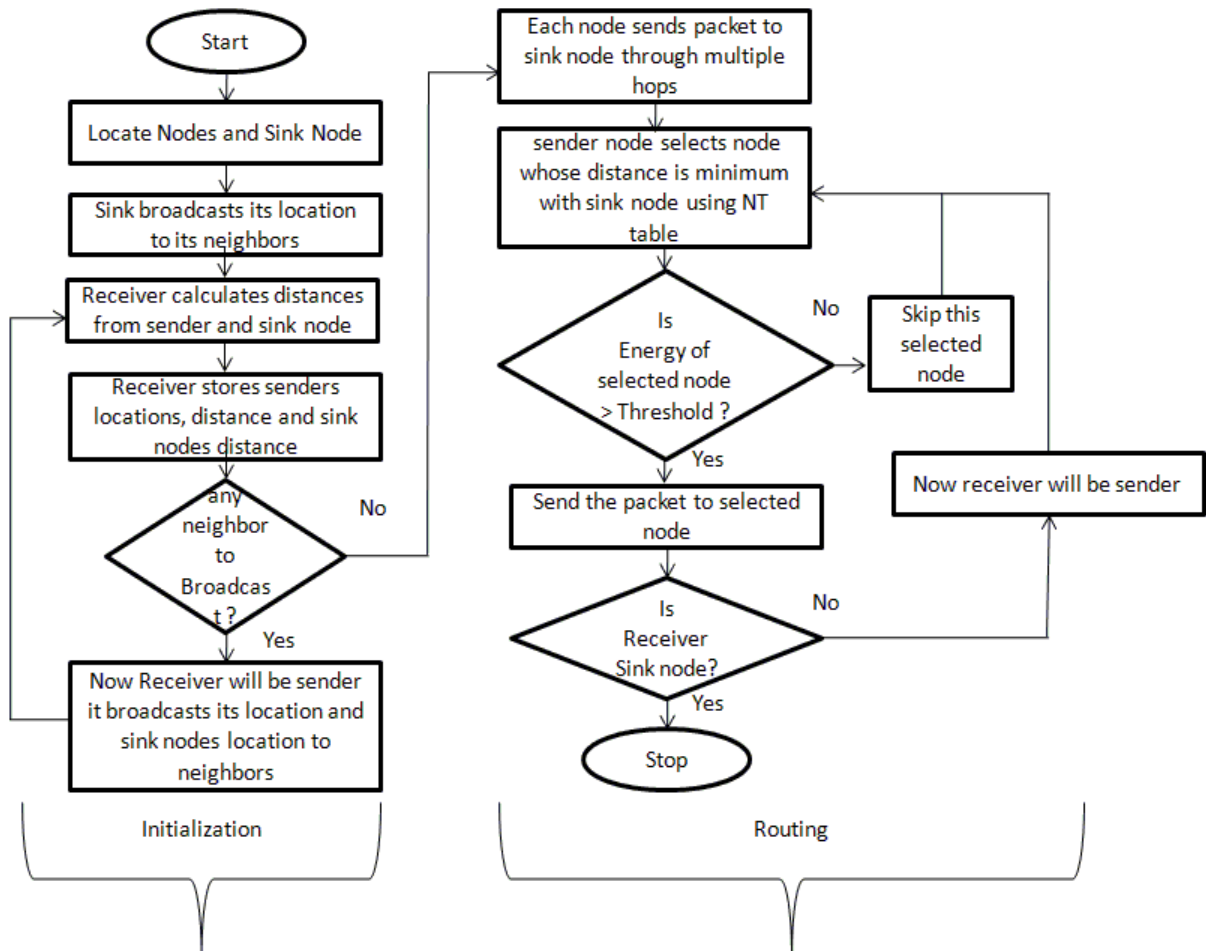 Start
Locate Nodes and Sink Node
Sink broadcasts its location
to its neighbors
Receiver calculates distances
from sender and sink node
Receiver stores senders
locations, distance and sink
nodes distance
any
neighbor
to
Broadcas
t ?
No
Yes
Now Receiver will be sender
it broadcasts its location and
sink nodes location to
neighbors
Initialization
Each node sends packet to
sink node through multiple
hops
sender node selects node
whose distance is minimum
with sink node using NT
table
Is
Energy of
selected node
> Threshold ?
No
Skip this
selected
node
Yes
Send the packet to selected
node
Now receiver will be sender
Is
Receiver
Sink node?
No
Yes
Stop
Routing